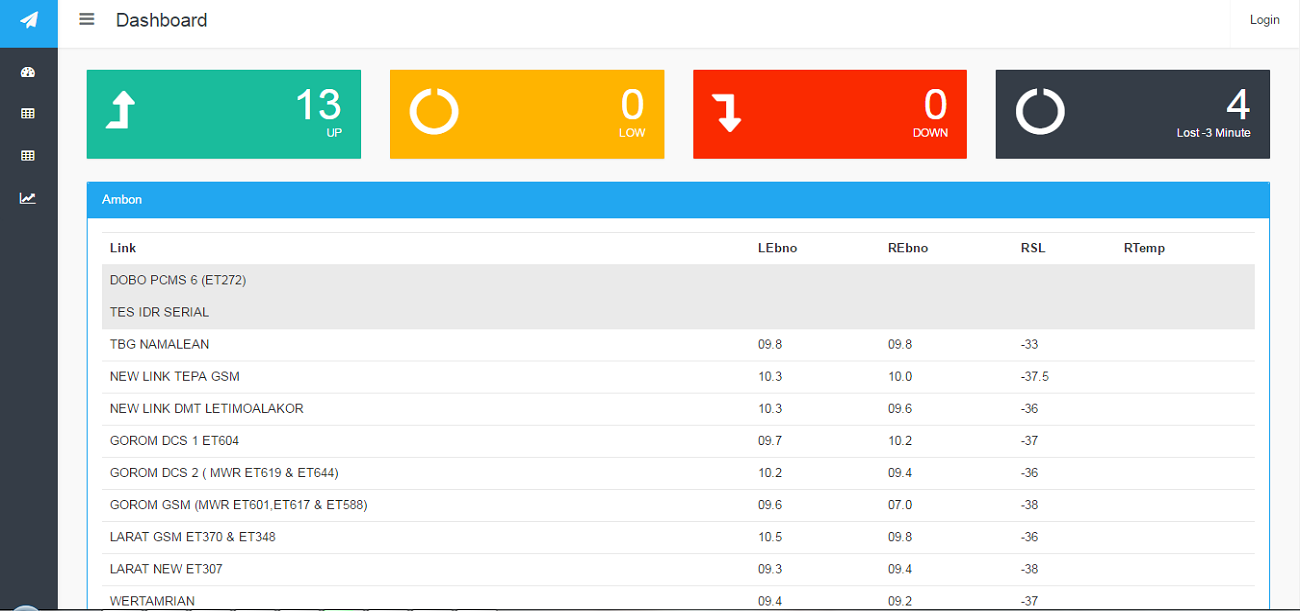 Dashboard Login
13 0 0 4
UP LOW DOWN Lost -3 Minute
Ambon
Link LEbno REbno RSL RTemp
DOBO PCMS 6 (ET272)
TES IDR SERIAL
TBG NAMALEAN 09.8 09.8 -33
NEW LINK TEPA GSM 10.3 10.0 -37.5
NEW LINK DMT LETIMOALAKOR 10.3 09.6 -36
GOROM DCS 1 ET604 09.7 10.2 -37
GOROM DCS 2 ( MWR ET619 & ET644) 10.2 09.4 -36
GOROM GSM (MWR ET601,ET617 & ET588) 09.6 07.0 -38
LARAT GSM ET370 & ET348 10.5 09.8 -36
LARAT NEW ET307 09.3 09.4 -38
WERTAMRIAN 09.4 09.2 -37